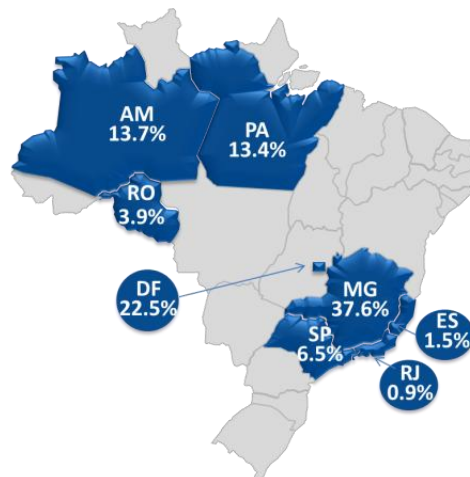 AM
13.7%
PA
13.4%
RO
3.9%
DF
22.5%
MG
37.6%
SP
6.5%
ES
1.5%
RJ
0.9%